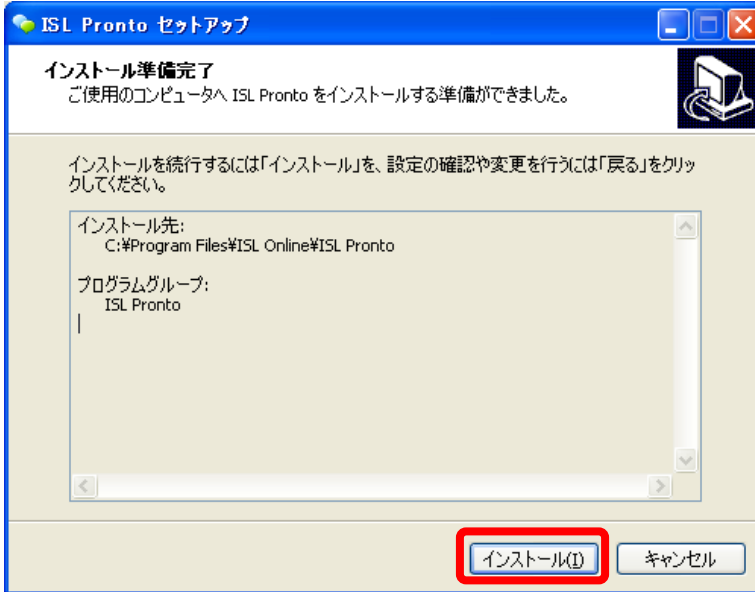 ISL Pronto セットアップ
インストール準備完了
ご使用のコンピュータへ ISL Pronto をインストールする準備ができました。
インストールを続行するには「インストール」を、設定の確認や変更を行うには「戻る」をクリッ
クしてください。
インストール先:
C:¥Program Files¥ISL Online¥ISL Pronto
プログラムグループ:
ISL Pronto
インストール(I)
キャンセル